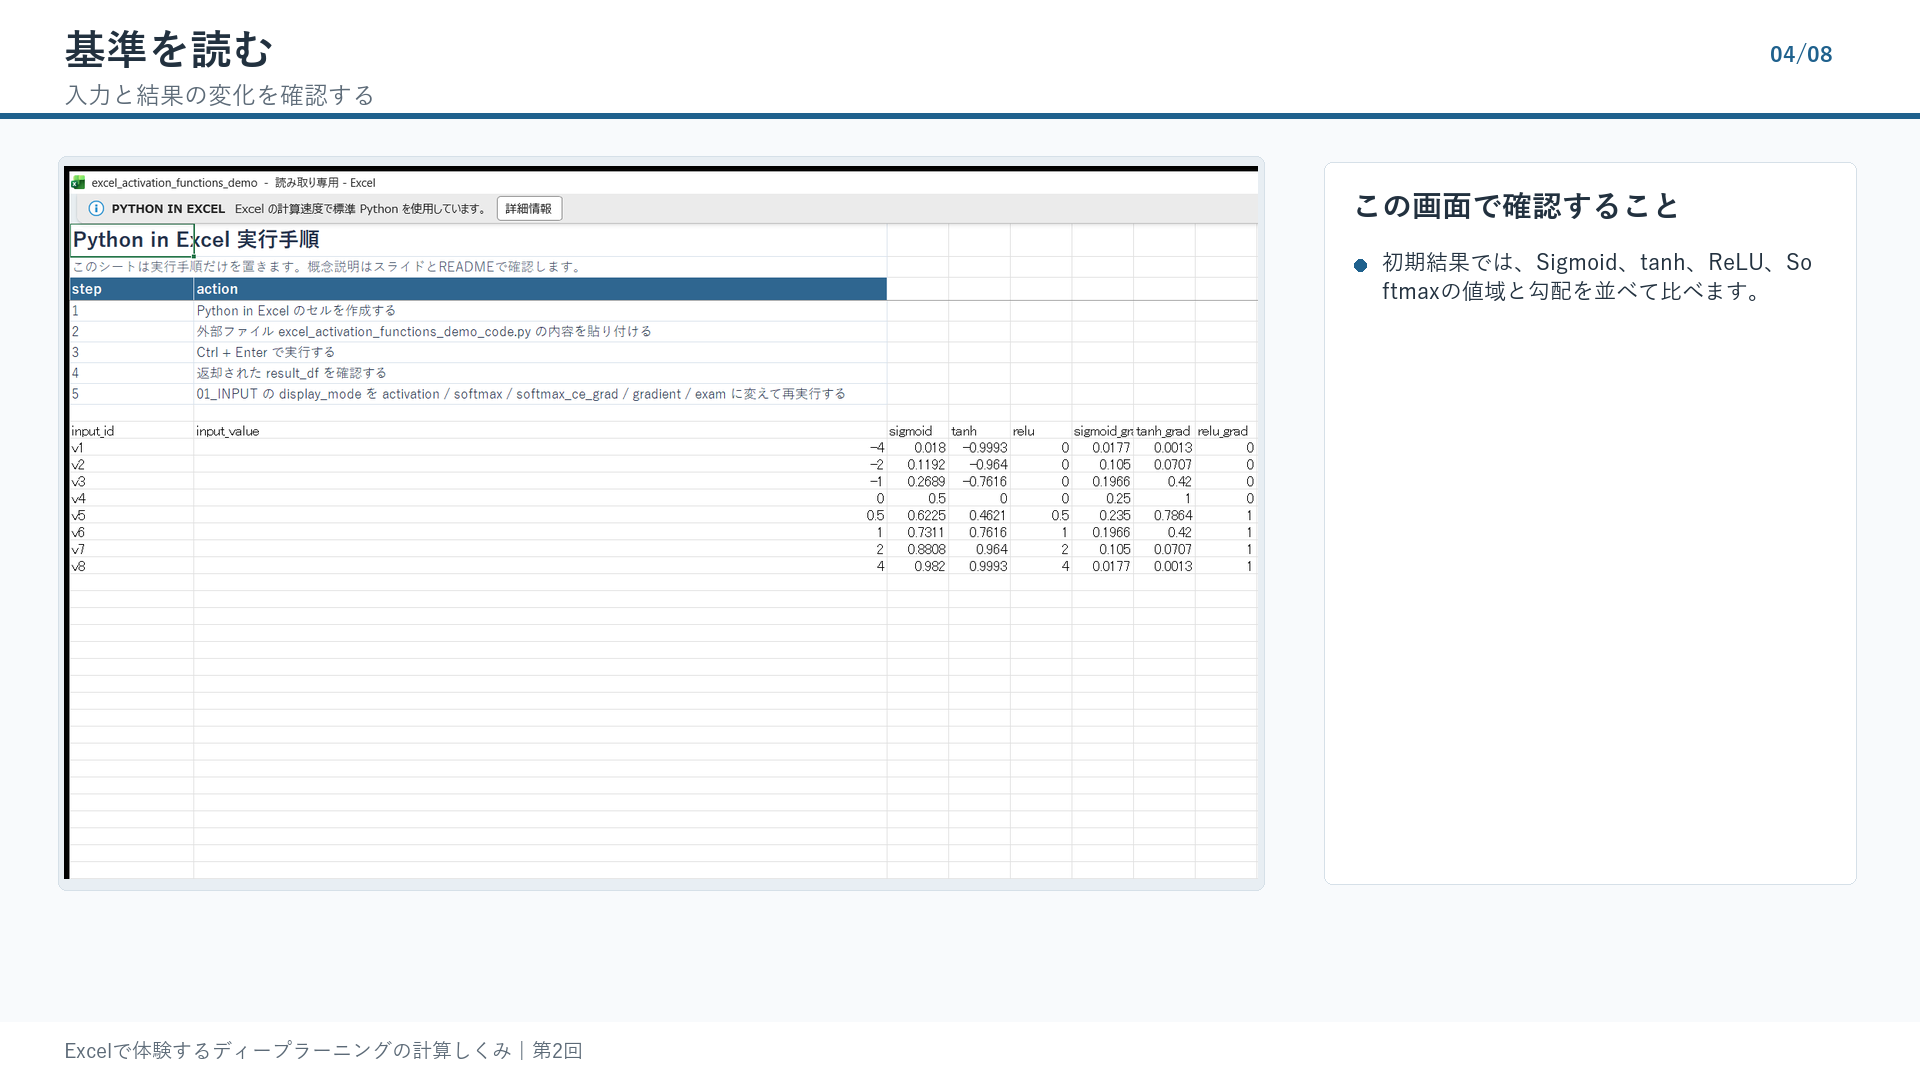 基準を読む
04/08
入力と結果の変化を確認する
excel_activation_functions_demo - 読み取り専用 - Excel
PYTHON IN EXCEL Excel の計算速度で標準 Python を使用しています。 詳細情報
Python in Excel 実行手順
このシートは実行手順だけを置きます。概念説明はスライドとREADMEで確認します。
step action
1 Python in Excel のセルを作成する
2 外部ファイル excel_activation_functions_demo_code.py の内容を貼り付ける
3 Ctrl + Enter で実行する
4 返却された result_df を確認する
5 01_INPUT の display_mode を activation / softmax / softmax_ce_grad / gradient / exam に変えて再実行する
input_id input_value sigmoid tanh relu sigmoid_gr tanh_grad relu_grad
v1 -4 0.018 -0.9993 0 0.0177 0.0013 0
v2 -2 0.1192 -0.964 0 0.105 0.0707 0
v3 -1 0.2689 -0.7616 0 0.1966 0.42 0
v4 0 0.5 0 0 0.25 1 0
v5 0.5 0.6225 0.4621 0.5 0.235 0.7864 1
v6 1 0.7311 0.7616 1 0.1966 0.42 1
v7 2 0.8808 0.964 2 0.105 0.0707 1
v8 4 0.982 0.9993 4 0.0177 0.0013 1
この画面で確認すること
初期結果では、Sigmoid、tanh、ReLU、So
ftmaxの値域と勾配を並べて比べます。
Excelで体験するディープラーニングの計算しくみ｜第2回